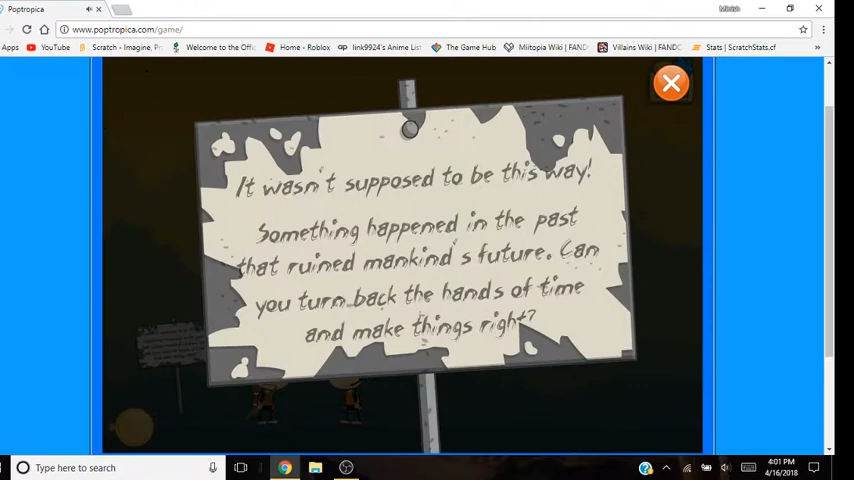 Poptropica
www.poptropica.com/game/
Apps YouTube Scratch - Imagine, Pro Welcome to the Offic Home - Roblox ap link9924's Anime List The Game Hub Miitopia Wiki | FAND Villains Wiki | FAND Stats | ScratchStats.cf
It wasn't supposed to be this way!
Something happened in the past
that ruined mankind's future. Can
you turn back the hands of time
and make things right?
Type here to search
4:01 PM
4/16/2018